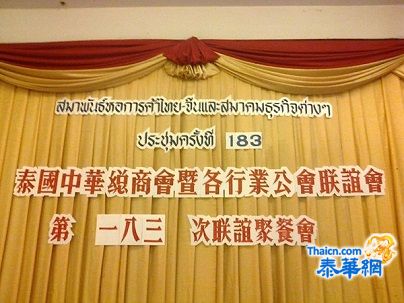 สมาพันธ์หอการค้าไทย-จีนและสมาคมธุรกิจต่างๆ
ประชุมครั้งที่ 183
泰國中華總商會暨各行業公會联誼會
第 一八三 次联誼聚餐會
Thaicn.com
泰華網